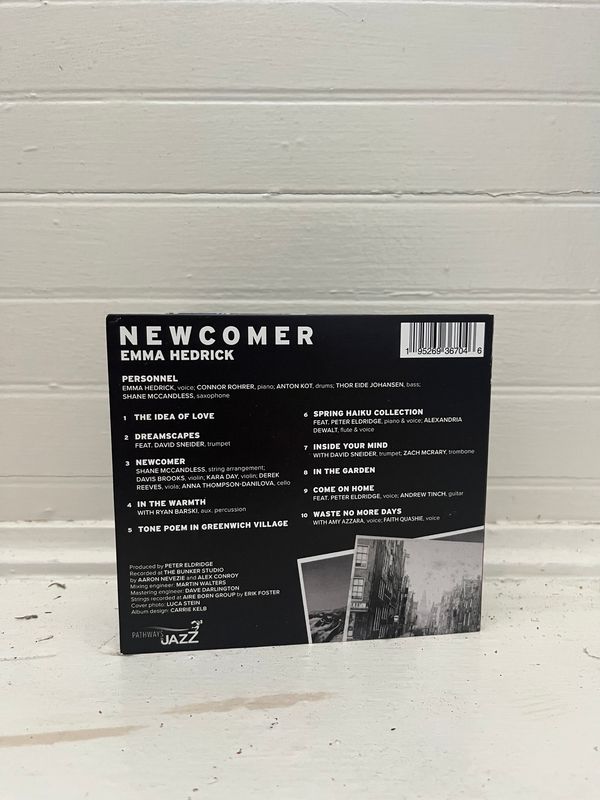 NEWCOMER
EMMA HEDRICK
1 95269 36704 6
PERSONNEL
EMMA HEDRICK, voice; CONNOR ROHRER, piano; ANTON KOT, drums; THOR EIDE JOHANSEN, bass;
SHANE MCCANDLESS, saxophone
1 THE IDEA OF LOVE
2 DREAMSCAPES
FEAT. DAVID SNEIDER, trumpet
3 NEWCOMER
SHANE MCCANDLESS, string arrangement;
DAVIS BROOKS, violin; KARA DAY, violin; DEREK
REEVES, viola; ANNA THOMPSON-DANILOVA, cello
4 IN THE WARMTH
WITH RYAN BARSKI, aux. percussion
5 TONE POEM IN GREENWICH VILLAGE
6 SPRING HAIKU COLLECTION
FEAT. PETER ELDRIDGE, piano & voice; ALEXANDRIA
DEWALT, flute & voice
7 INSIDE YOUR MIND
WITH DAVID SNEIDER, trumpet; ZACH MCRARY, trombone
8 IN THE GARDEN
9 COME ON HOME
FEAT. PETER ELDRIDGE, voice; ANDREW TINCH, guitar
10 WASTE NO MORE DAYS
WITH AMY AZZARA, voice; FAITH QUASHIE, voice
Produced by PETER ELDRIDGE
Recorded at THE BUNKER STUDIO
by AARON NEVEZIE and ALEX CONROY
Mixing engineer: MARTIN WALTERS
Mastering engineer: DAVE DARLINGTON
Strings recorded at AIRE BORN GROUP by ERIK FOSTER
Cover photo: LUCA STEIN
Album design: CARRIE KELB
PATHWAYS JAZZ